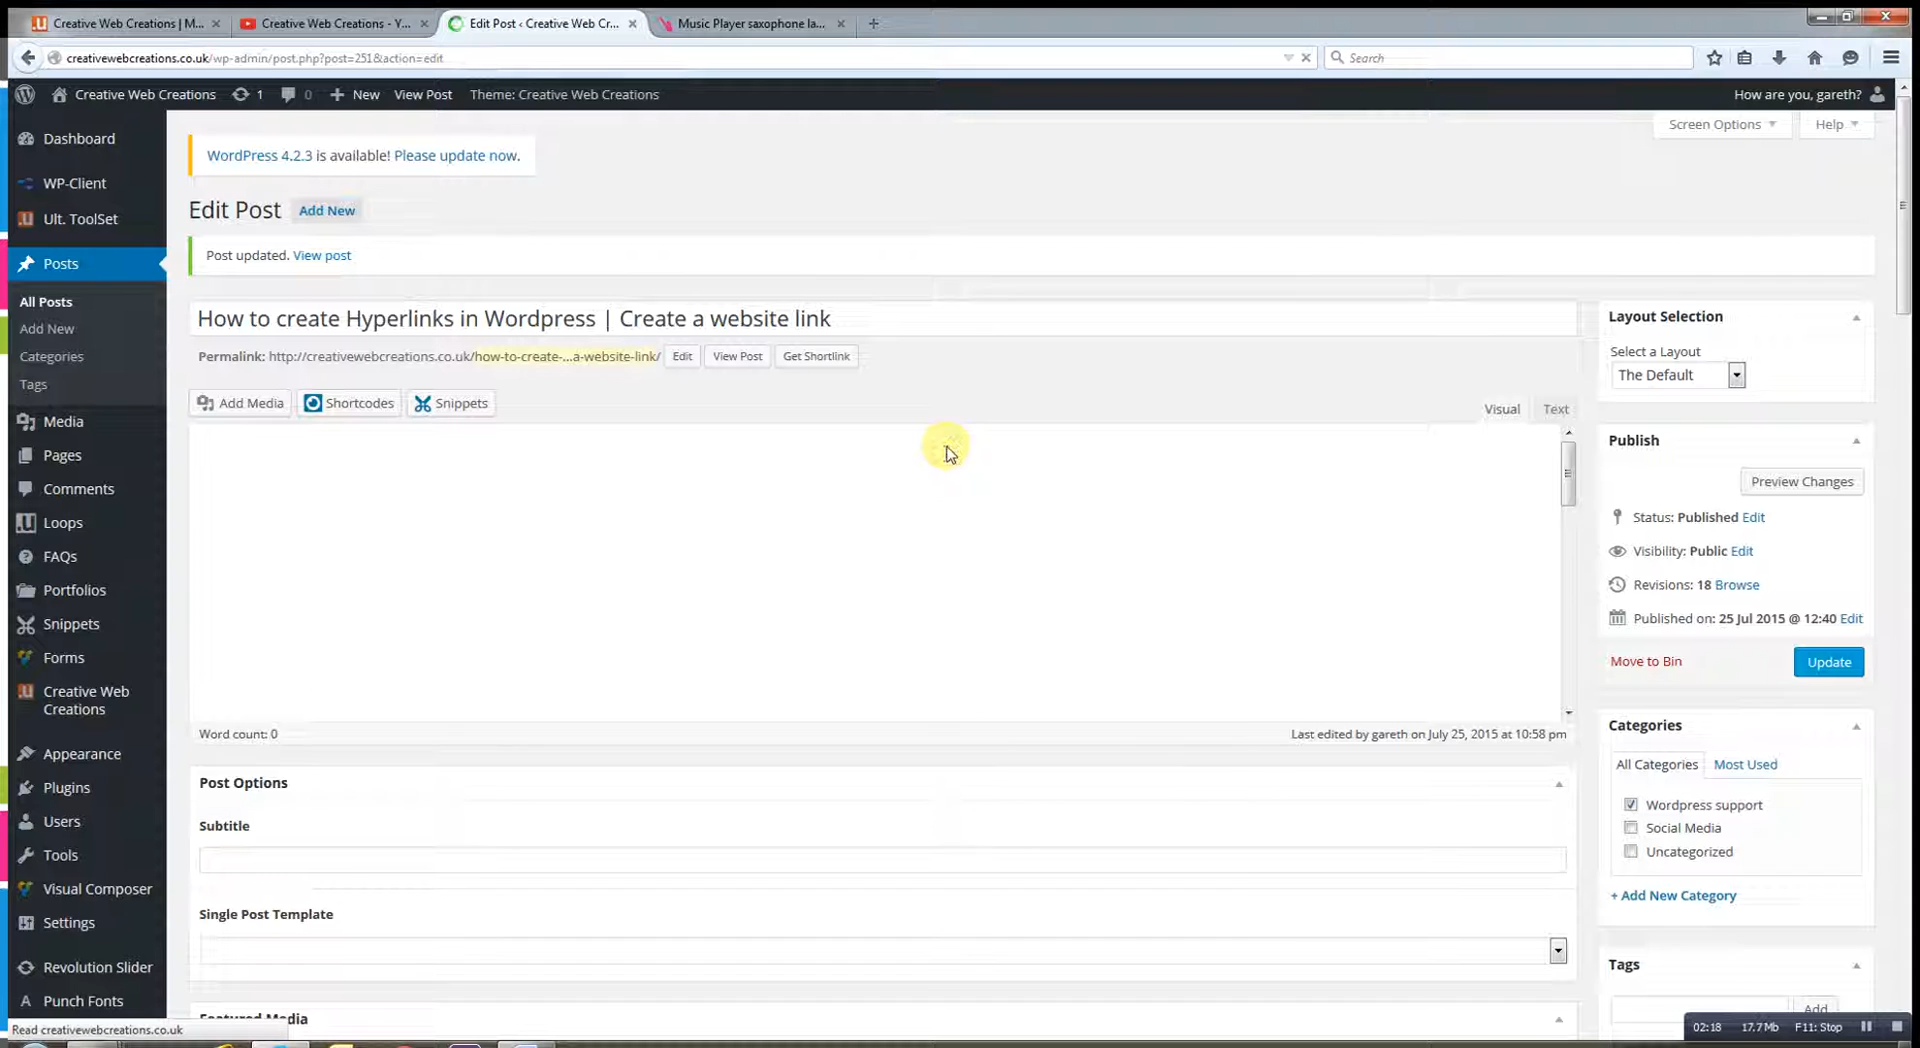 Creative Web Creations | M...
Creative Web Creations - Y...
Edit Post ‹ Creative Web Cr...
Music Player saxophone la...
creativewebcreations.co.uk/wp-admin/post.php?post=251&action=edit
Search
Creative Web Creations
1
0
New
View Post
Theme: Creative Web Creations
How are you, gareth?
Dashboard
WP-Client
Ult. ToolSet
Posts
All Posts
Add New
Categories
Tags
Media
Pages
Comments
Loops
FAQs
Portfolios
Snippets
Forms
Creative Web
Creations
Appearance
Plugins
Users
Tools
Visual Composer
Settings
Revolution Slider
Punch Fonts
Read creativewebcreations.co.uk
Screen Options
Help
WordPress 4.2.3 is available! Please update now.
Edit Post
Add New
Post updated. View post
How to create Hyperlinks in Wordpress | Create a website link
Permalink: http://creativewebcreations.co.uk/how-to-create-...a-website-link/
Edit
View Post
Get Shortlink
Add Media
Shortcodes
Snippets
Visual
Text
Word count: 0
Last edited by gareth on July 25, 2015 at 10:58 pm
Post Options
Subtitle
Single Post Template
Featured Media
Layout Selection
Select a Layout
The Default
Publish
Preview Changes
Status: Published Edit
Visibility: Public Edit
Revisions: 18 Browse
Published on: 25 Jul 2015 @ 12:40 Edit
Move to Bin
Update
Categories
All Categories
Most Used
Wordpress support
Social Media
Uncategorized
+ Add New Category
Tags
Add
02:18
17.7Mb
F11: Stop